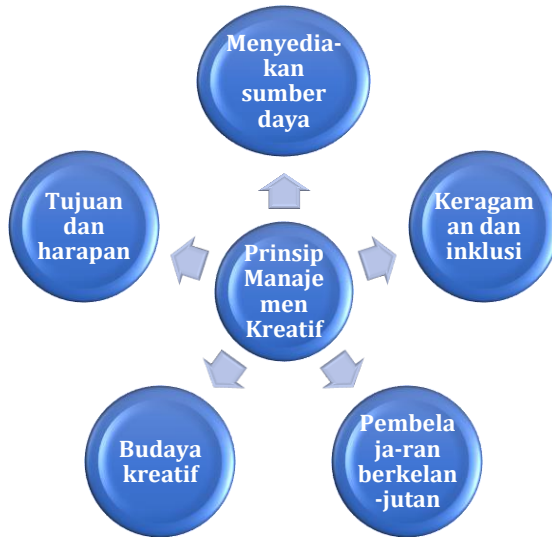 Menyedia-
kan
sumber
daya
Tujuan
dan
harapan
Keragam
an dan
inklusi
Prinsip
Manaje
men
Kreatif
Budaya
kreatif
Pembela
ja-ran
berkelan
-jutan